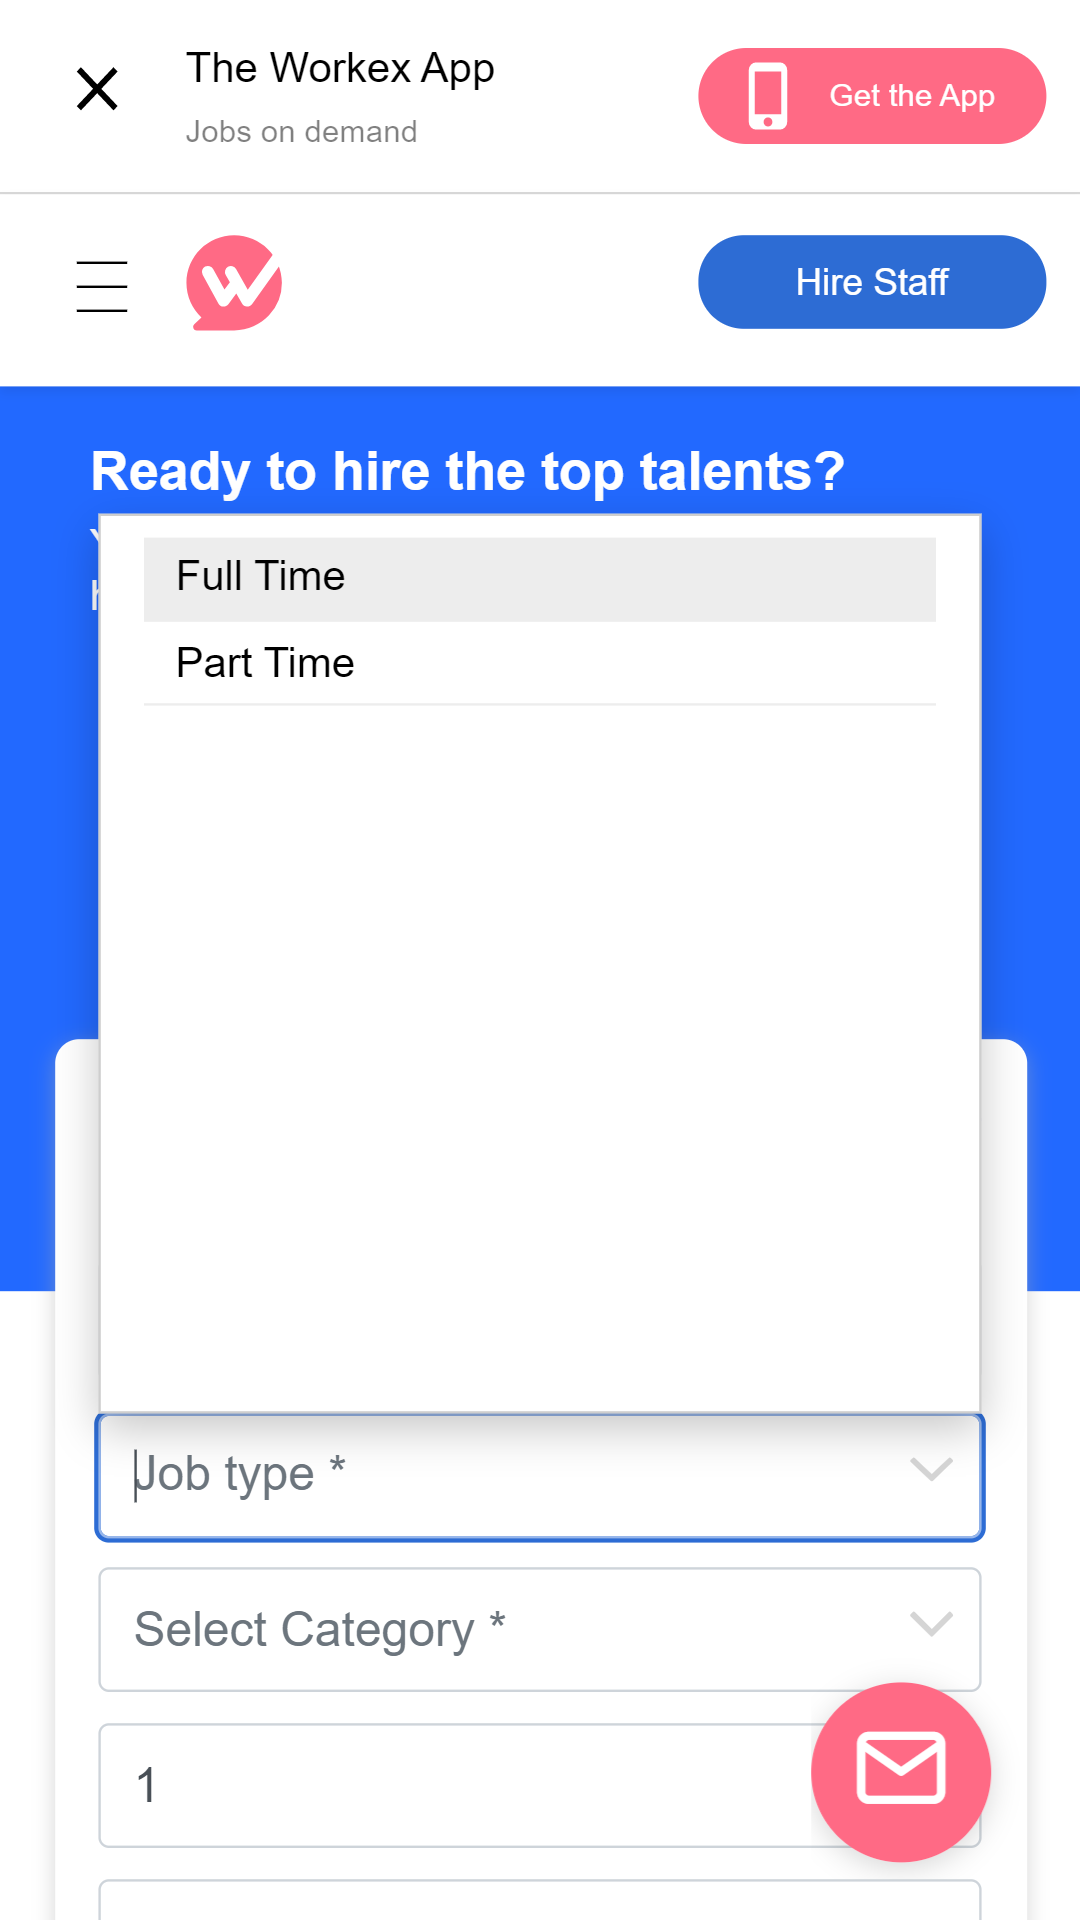 The Workex App
Jobs on demand
Get the App
Hire Staff
Ready to hire the top talents?
Full Time
Part Time
Job type *
Select Category *
1